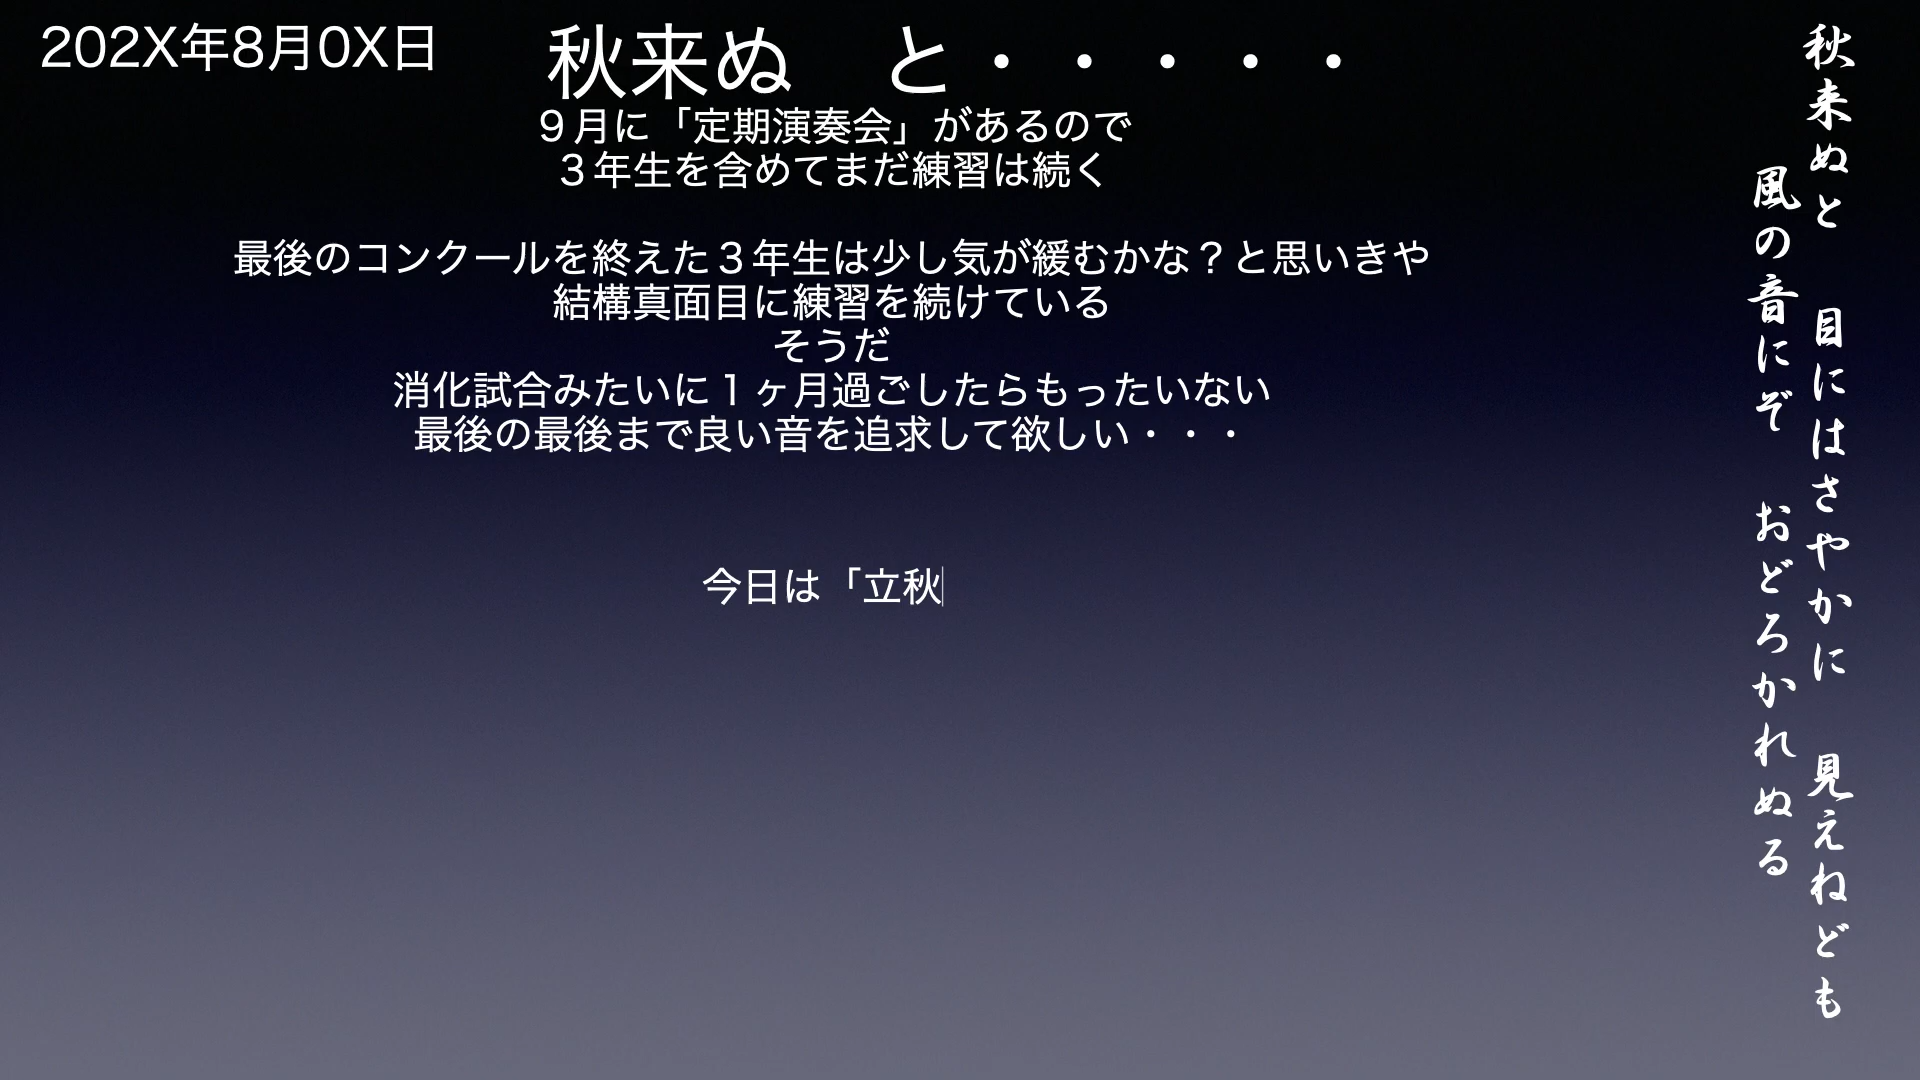 202X年8月0X日
秋来ぬ　と・・・・・
９月に「定期演奏会」があるので
３年生を含めてまだ練習は続く
最後のコンクールを終えた３年生は少し気が緩むかな？と思いきや
結構真面目に練習を続けている
そうだ
消化試合みたいに１ヶ月過ごしたらもったいない
最後の最後まで良い音を追求して欲しい・・・
今日は「立秋
秋来ぬと　目にはさやかに　見えねども
風の音にぞ　おどろかれぬる